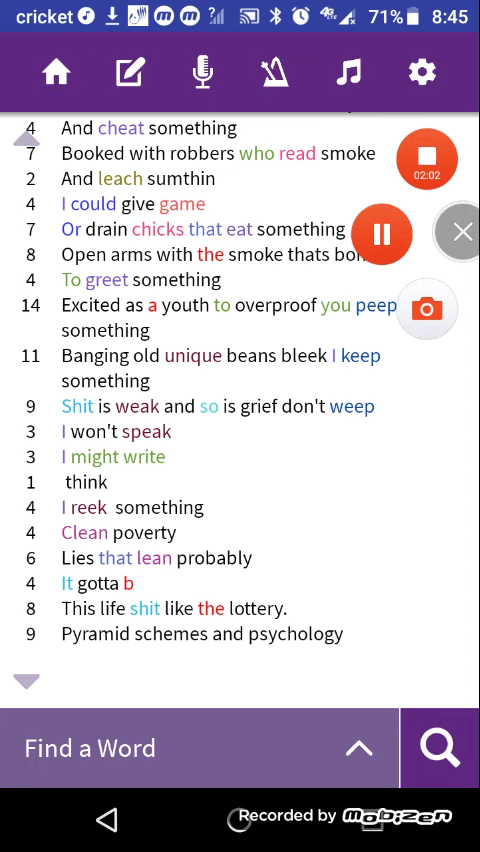 cricket 71% 8:45
4 And cheat something
7 Booked with robbers who read smoke
2 And leach sumthin
02:02
4 I could give game
7 Or drain chicks that eat something
8 Open arms with the smoke thats
4 To greet something
14 Excited as a youth to overproof you peep
something
11 Banging old unique beans bleek I keep
something
9 Shit is weak and so is grief don't weep
3 I won't speak
3 I might write
1 think
4 I reek something
4 Clean poverty
6 Lies that lean probably
4 It gotta b
8 This life shit like the lottery.
9 Pyramid schemes and psychology
Find a Word
Recorded by Mobizen